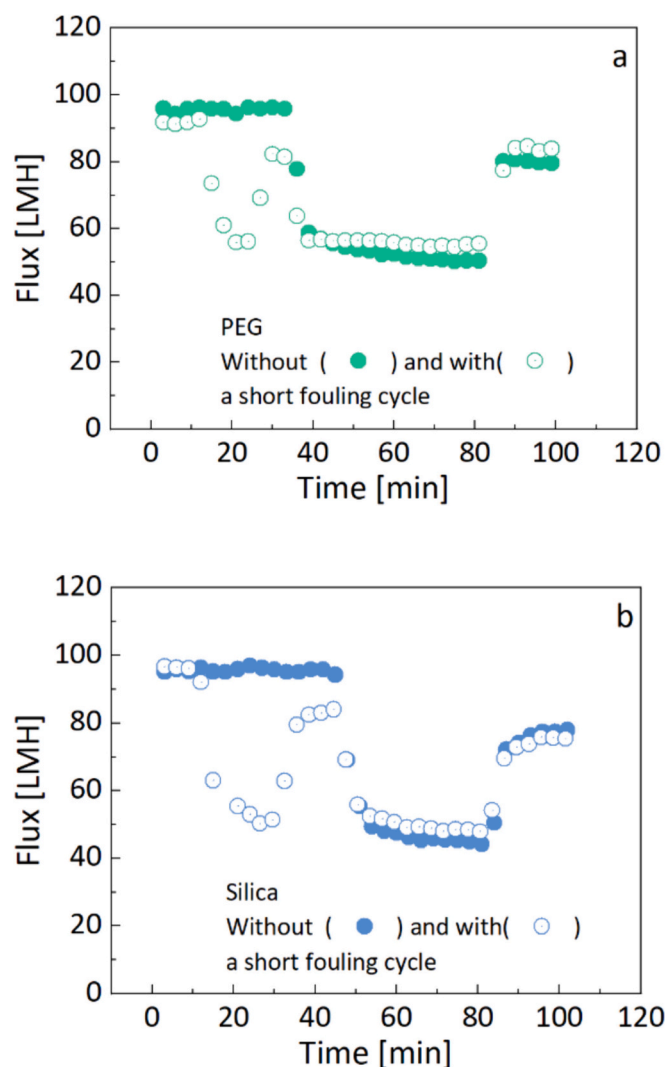 120
a
100
80
60
40
20
0
Flux [LMH]
PEG
Without ( ) and with( )
a short fouling cycle
0 20 40 60 80 100 120
Time [min]
120
b
100
80
60
40
20
0
Flux [LMH]
Silica
Without ( ) and with( )
a short fouling cycle
0 20 40 60 80 100 120
Time [min]